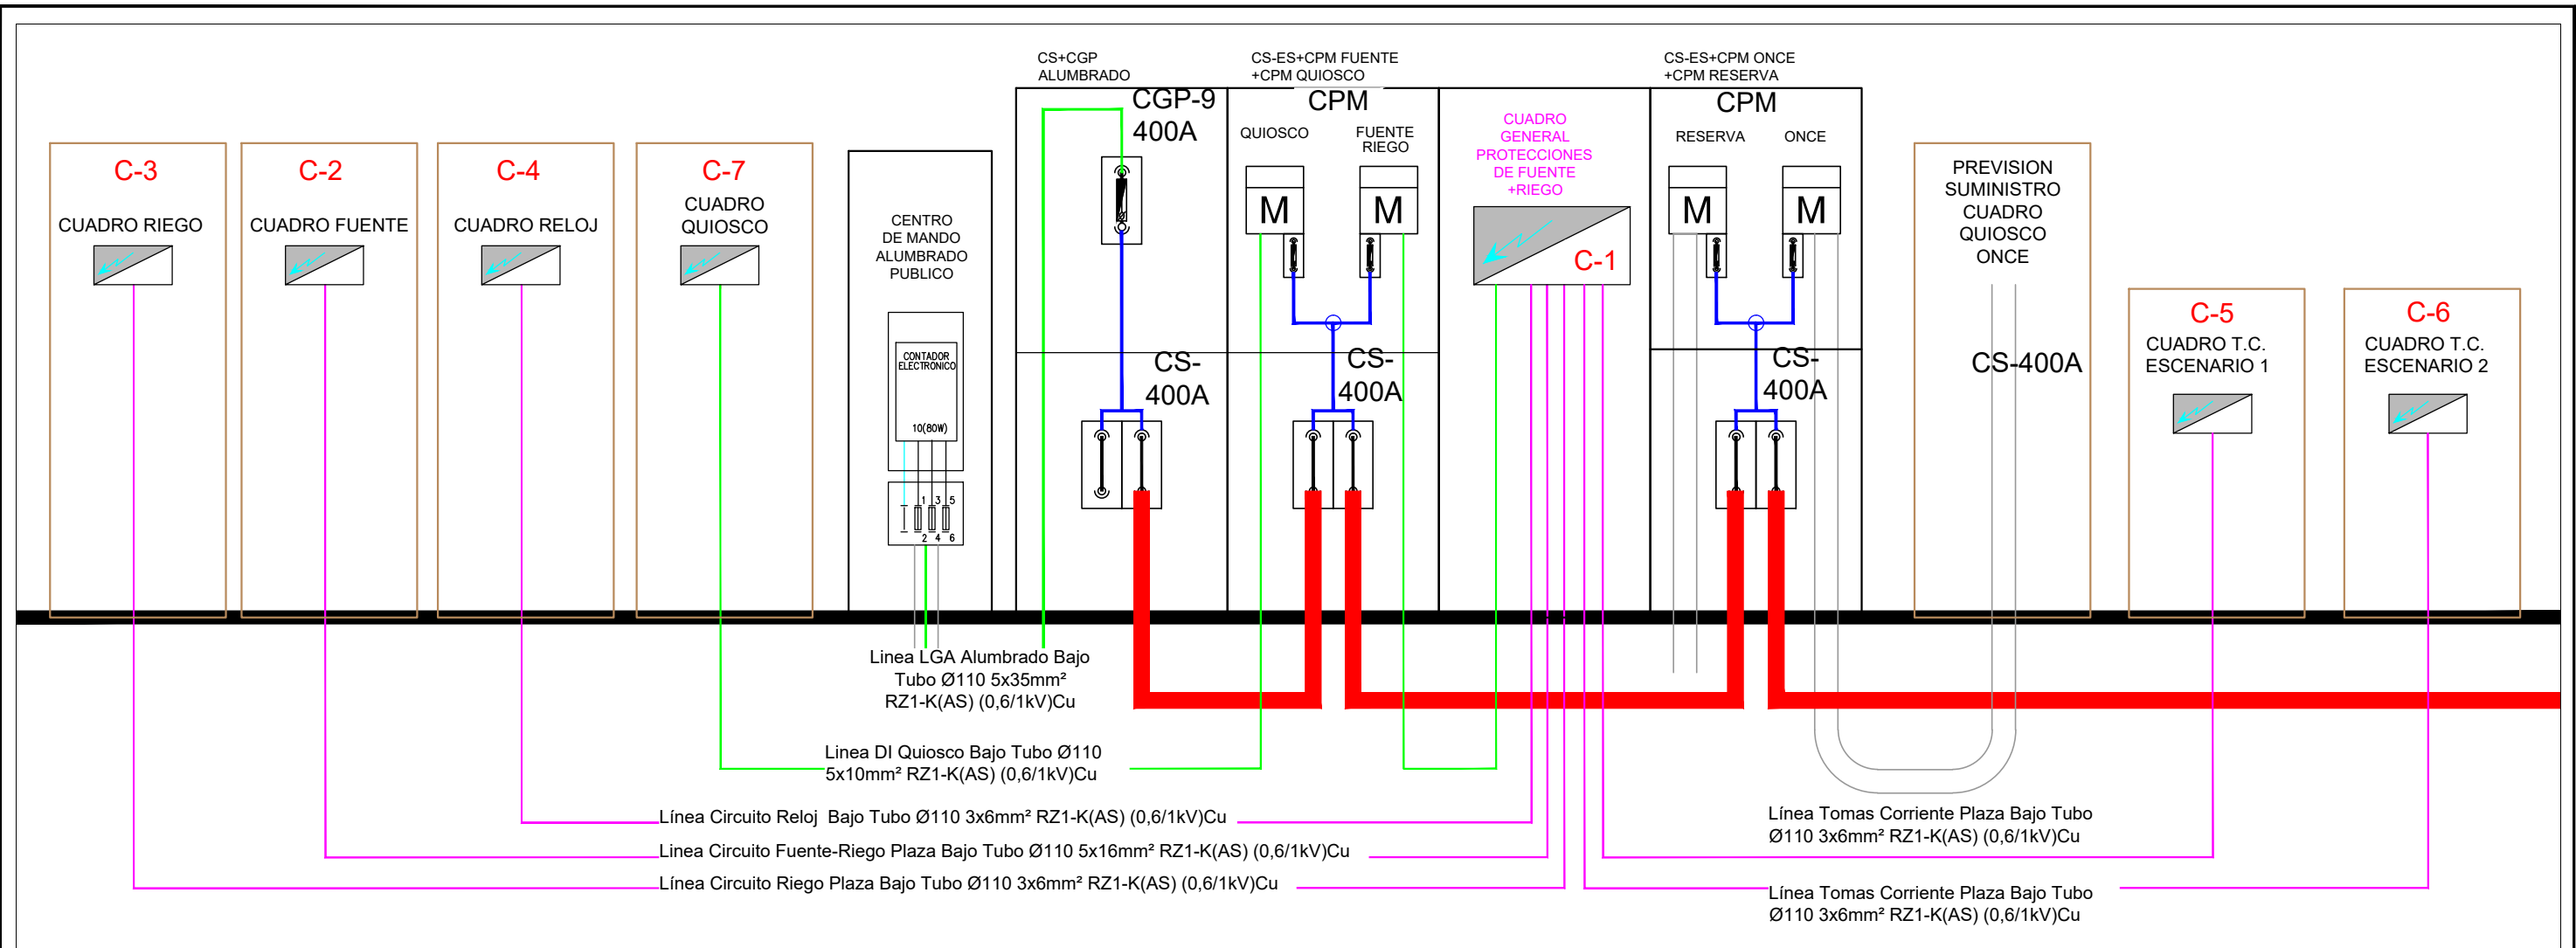 C-3
CUADRO RIEGO
C-2
CUADRO FUENTE
C-4
CUADRO RELOJ
C-7
CUADRO
QUIOSCO
CENTRO
DE MANDO
ALUMBRADO
PUBLICO
CONTADOR
ELECTRONICO
10(80W)
1 3 5
2 4 6
CS+CGP
ALUMBRADO
CGP-9
400A
CS-
400A
CS-ES+CPM FUENTE
+CPM QUIOSCO
CPM
QUIOSCO
FUENTE
RIEGO
M
M
CS-
400A
CUADRO
GENERAL
PROTECCIONES
DE FUENTE
+RIEGO
C-1
CS-ES+CPM ONCE
+CPM RESERVA
CPM
RESERVA
ONCE
M
M
CS-
400A
PREVISION
SUMINISTRO
CUADRO
QUIOSCO
ONCE
CS-400A
C-5
CUADRO T.C.
ESCENARIO 1
C-6
CUADRO T.C.
ESCENARIO 2
Linea LGA Alumbrado Bajo
Tubo Ø110 5x35mm²
RZ1-K(AS) (0,6/1kV)Cu
Linea DI Quiosco Bajo Tubo Ø110
5x10mm² RZ1-K(AS) (0,6/1kV)Cu
Línea Circuito Reloj  Bajo Tubo Ø110 3x6mm² RZ1-K(AS) (0,6/1kV)Cu
Linea Circuito Fuente-Riego Plaza Bajo Tubo Ø110 5x16mm² RZ1-K(AS) (0,6/1kV)Cu
Línea Circuito Riego Plaza Bajo Tubo Ø110 3x6mm² RZ1-K(AS) (0,6/1kV)Cu
Línea Tomas Corriente Plaza Bajo Tubo
Ø110 3x6mm² RZ1-K(AS) (0,6/1kV)Cu
Línea Tomas Corriente Plaza Bajo Tubo
Ø110 3x6mm² RZ1-K(AS) (0,6/1kV)Cu